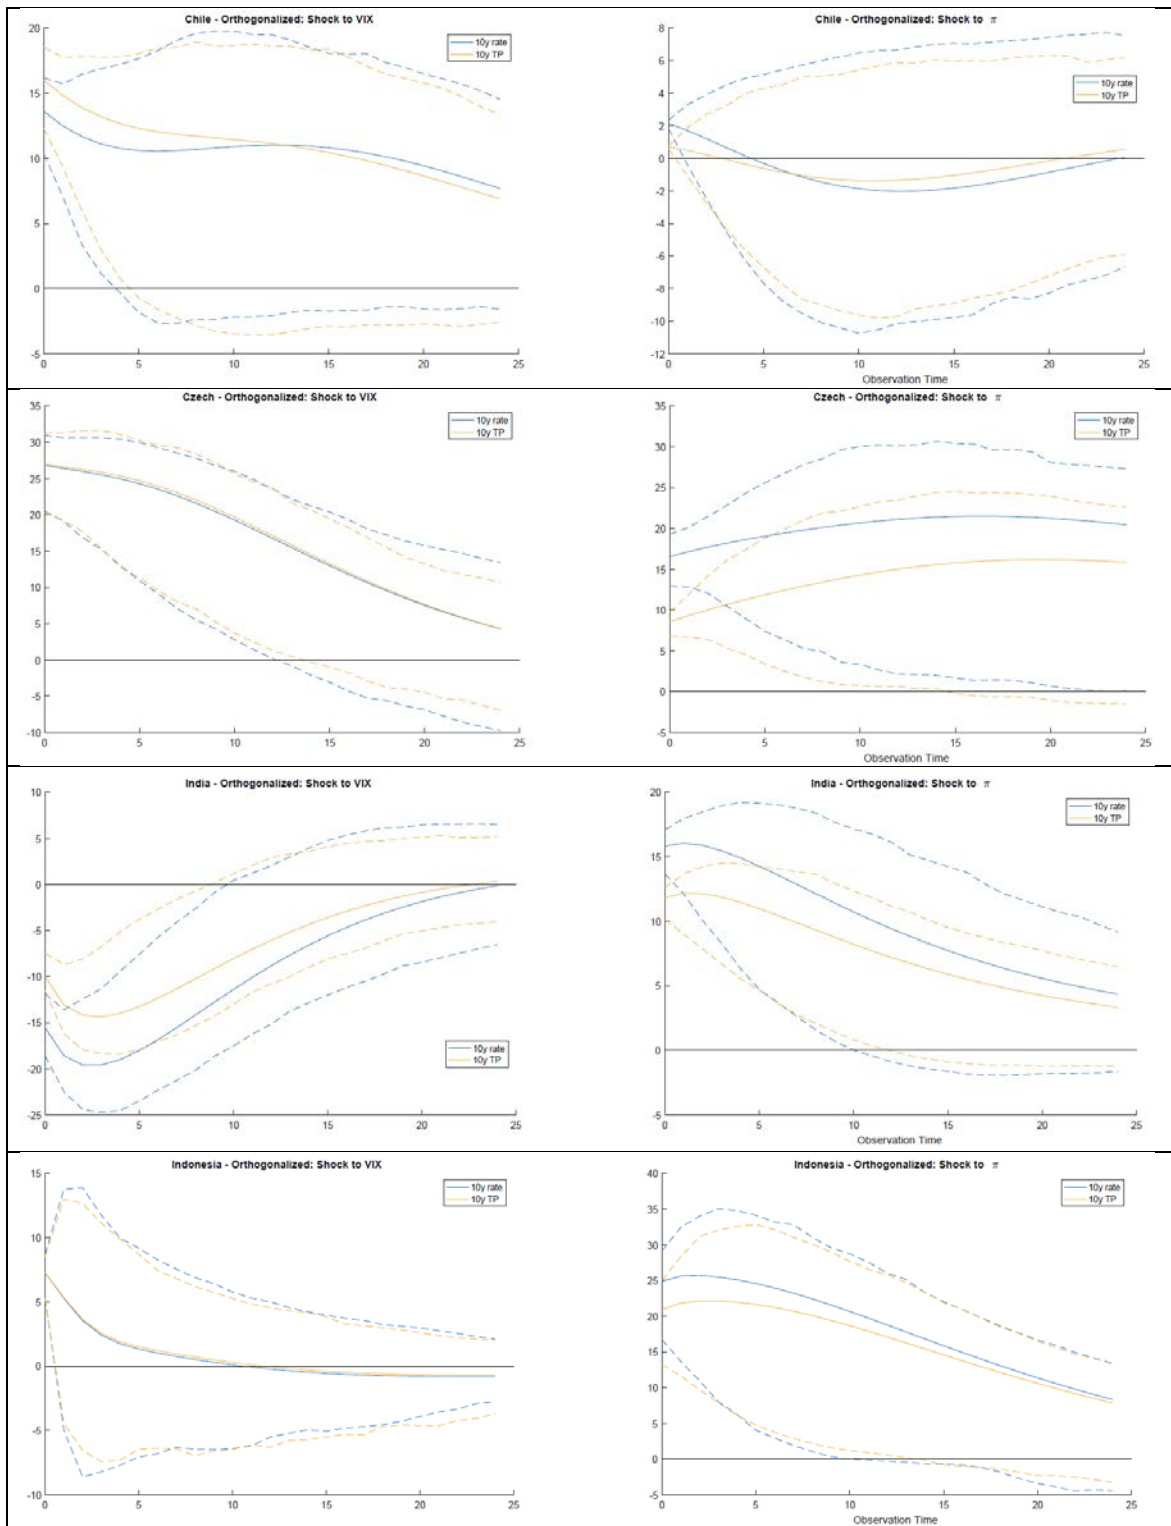 Chile - Orthogonalized: Shock to VIX
20
15
10
5
0
-5
0 5 10 15 20 25
10y rate
10y TP
Chile - Orthogonalized: Shock to π
8
6
4
2
0
-2
-4
-6
-8
-10
-12
0 5 10 15 20 25
Observation Time
10y rate
10y TP
Czech - Orthogonalized: Shock to VIX
35
30
25
20
15
10
5
0
-5
-10
0 5 10 15 20 25
10y rate
10y TP
Czech - Orthogonalized: Shock to π
35
30
25
20
15
10
5
0
-5
0 5 10 15 20 25
Observation Time
10y rate
10y TP
India - Orthogonalized: Shock to VIX
10
5
0
-5
-10
-15
-20
-25
0 5 10 15 20 25
10y rate
10y TP
India - Orthogonalized: Shock to π
20
15
10
5
0
-5
0 5 10 15 20 25
Observation Time
10y rate
10y TP
Indonesia - Orthogonalized: Shock to VIX
15
10
5
0
-5
-10
0 5 10 15 20 25
10y rate
10y TP
Indonesia - Orthogonalized: Shock to π
40
35
30
25
20
15
10
5
0
-5
0 5 10 15 20 25
Observation Time
10y rate
10y TP